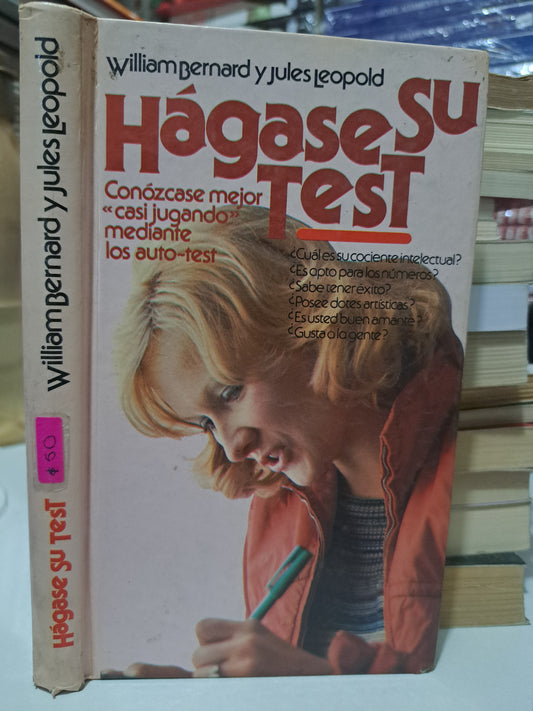 William Bernard y Jules Leopold
Hágase su
Test
Conózcase mejor
«casi jugando»
mediante
los auto-test
¿Cuál es su cociente intelectual?
¿Es apto para los números?
¿Sabe tener éxito?
¿Posee dotes artísticas?
¿Es usted buen amante?
¿Gusta a la gente?
William Bernard y Jules Leopold
$50
Hágase su Test